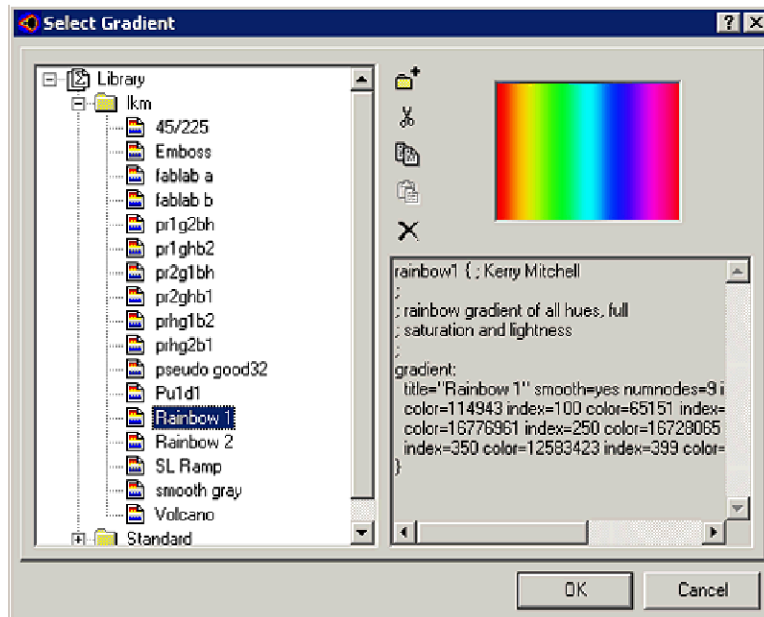 Select Gradient
Library
lkm
45/225
Emboss
fablab a
fablab b
pr1g2bh
pr1ghb2
pr2g1bh
pr2ghb1
prhg1b2
prhg2b1
pseudo good32
Pu1d1
Rainbow 1
Rainbow 2
SL Ramp
smooth gray
Volcano
Standard
rainbow1 { ; Kerry Mitchell
;
; rainbow gradient of all hues, full
; saturation and lightness
;
gradient:
title="Rainbow 1" smooth=yes numnodes=9 i
color=114943 index=100 color=65151 index=
color=16776961 index=250 color=16728065
index=350 color=12583423 index=399 color=
}
OK
Cancel